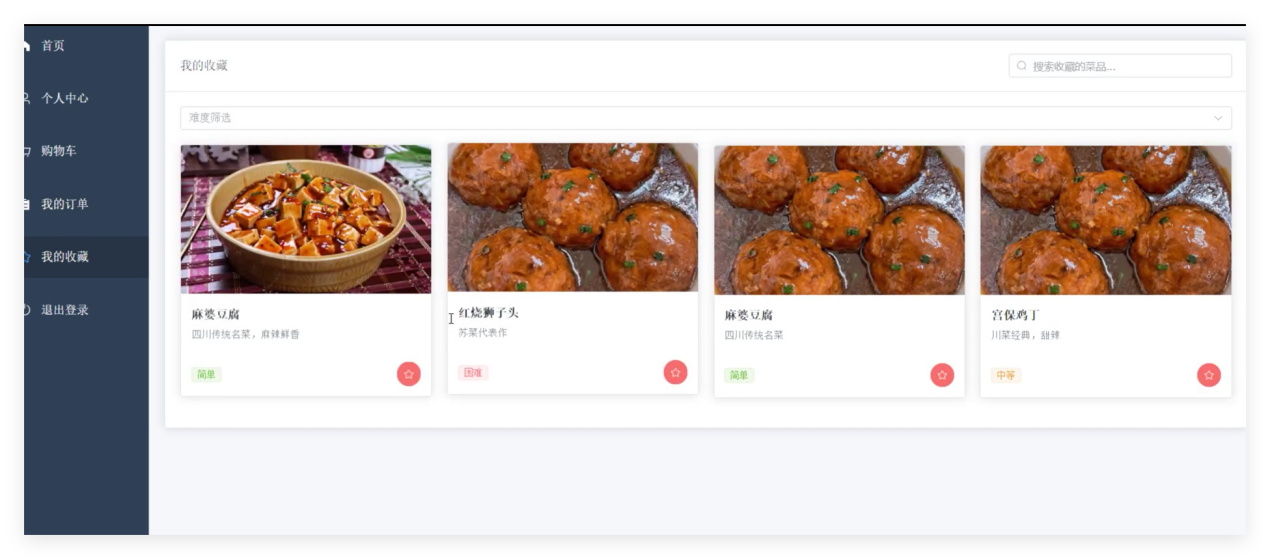 首页
个人中心
购物车
我的订单
我的收藏
退出登录
我的收藏
搜索收藏的菜品...
难度筛选
麻婆豆腐
四川传统名菜，麻辣鲜香
简单
红烧狮子头
苏菜代表作
困难
麻婆豆腐
四川传统名菜
简单
宫保鸡丁
川菜经典，甜辣
中等